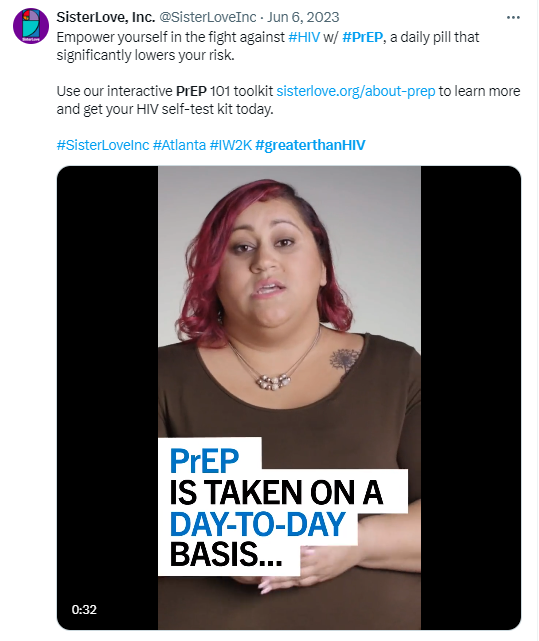 SisterLove, Inc. @SisterLoveInc · Jun 6, 2023
Empower yourself in the fight against #HIV w/ #PrEP, a daily pill that
significantly lowers your risk.
Use our interactive PrEP 101 toolkit sisterlove.org/about-prep to learn more
and get your HIV self-test kit today.
#SisterLoveInc #Atlanta #IW2K #greaterthanHIV
PrEP
IS TAKEN ON A
DAY-TO-DAY
BASIS...
0:32